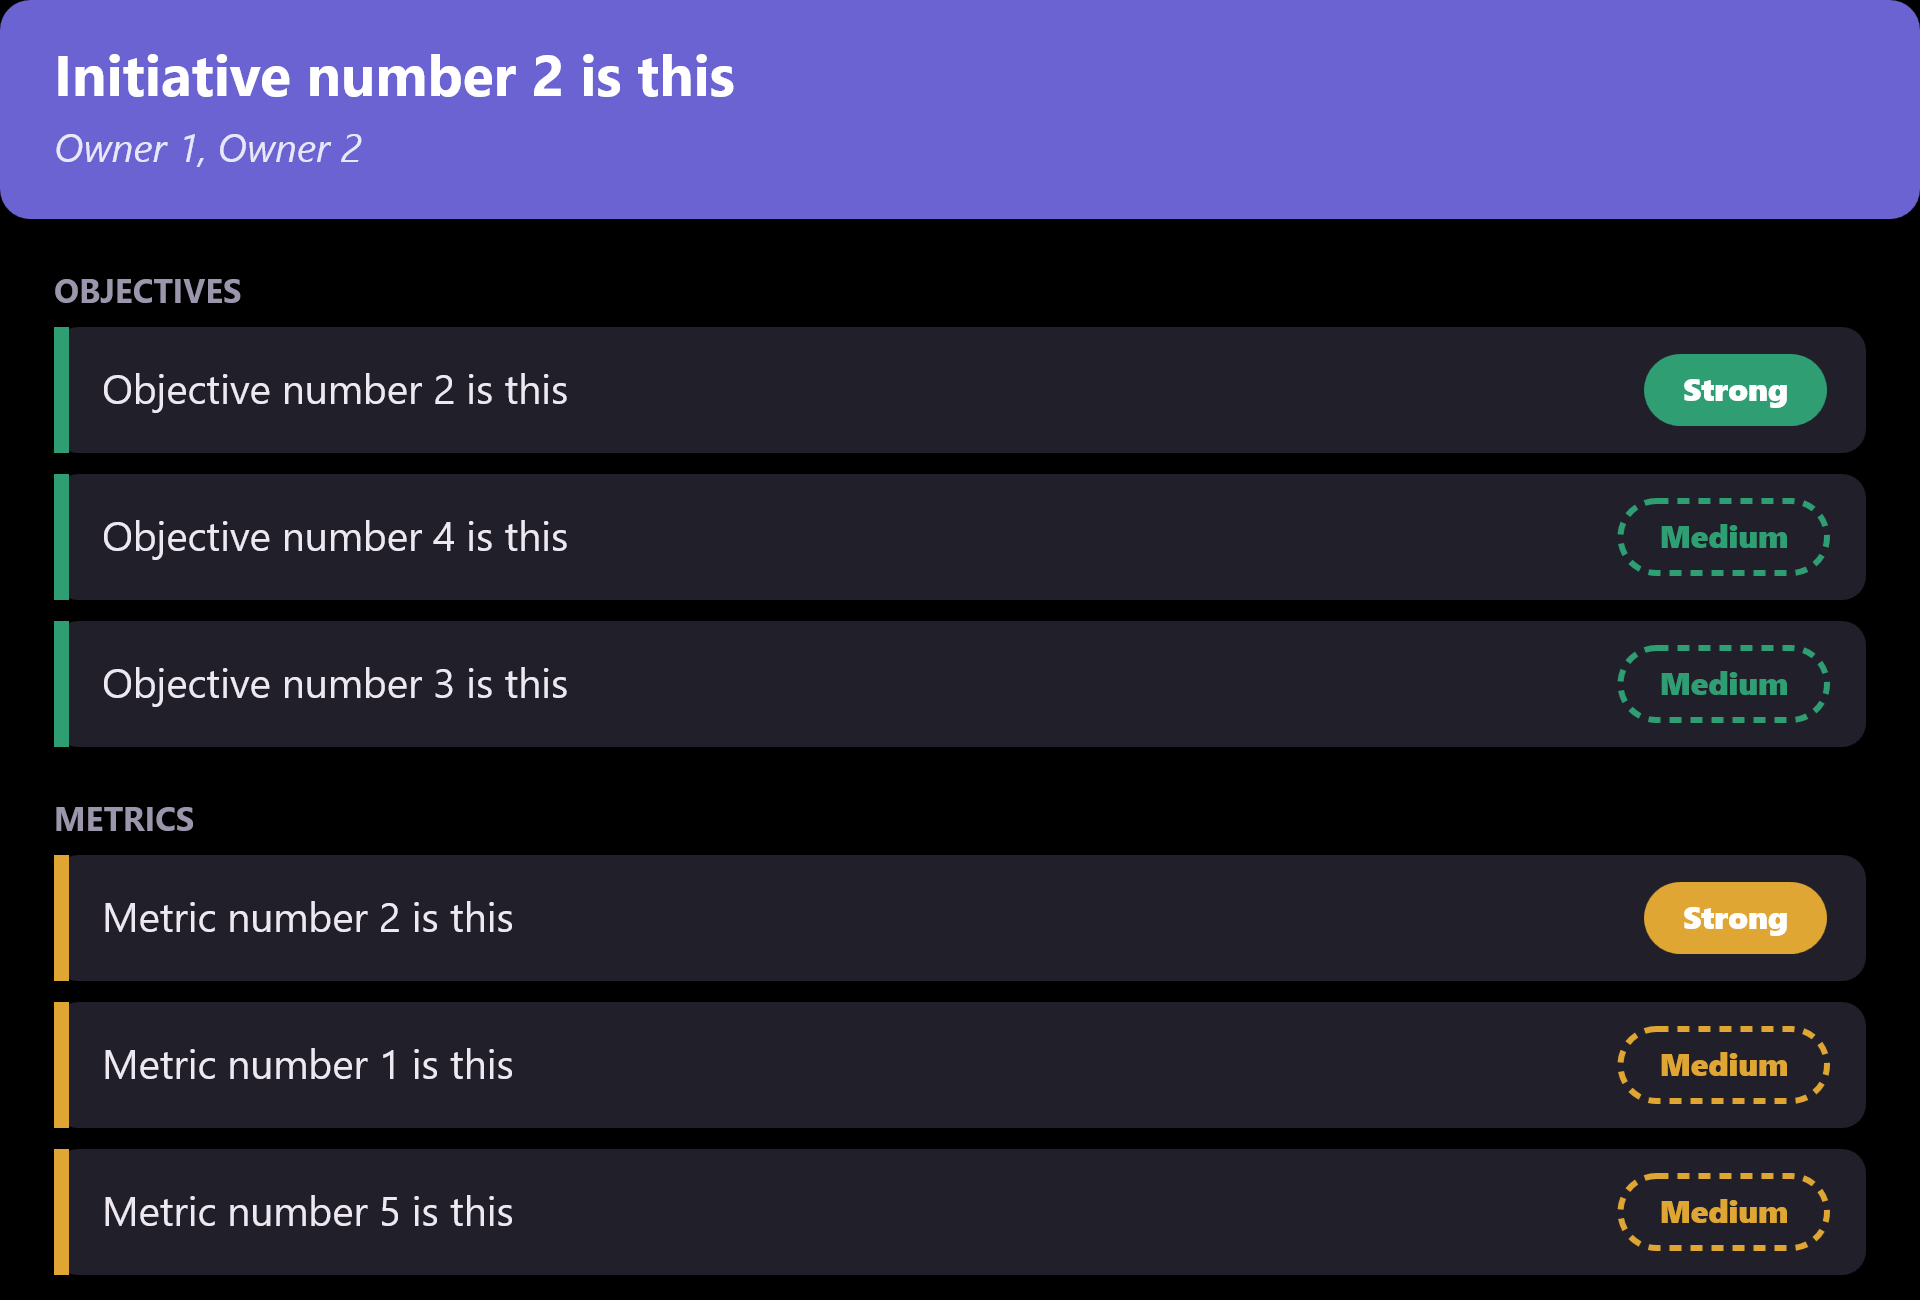 Initiative number 2 is this
Owner 1, Owner 2
OBJECTIVES
Objective number 2 is this Strong
Objective number 4 is this Medium
Objective number 3 is this Medium
METRICS
Metric number 2 is this Strong
Metric number 1 is this Medium
Metric number 5 is this Medium